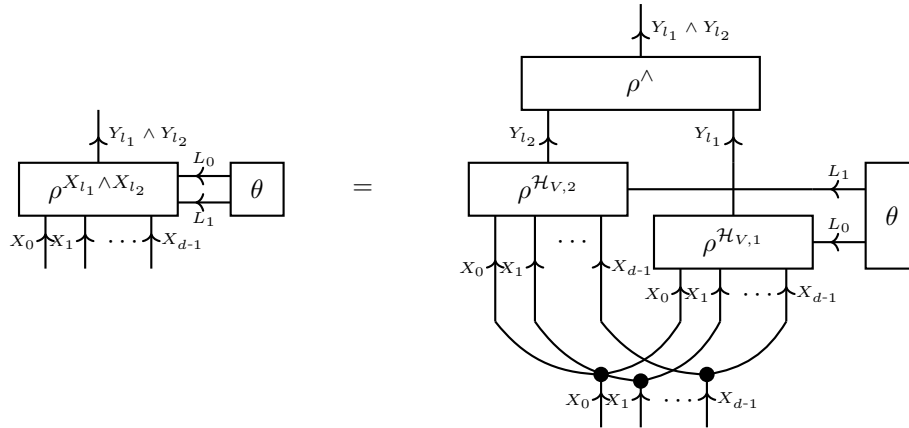 Y_{l_1} ∧ Y_{l_2}
ρ^∧
Y_{l_2} Y_{l_1}
Y_{l_1} ∧ Y_{l_2}
L_0 L_1
ρ^{X_{l_1} ∧ X_{l_2}} θ = ρ^{\mathcal{H}_{V,2}}
L_1 L_0 θ
X_0 X_1 ··· X_{d-1} ··· ρ^{\mathcal{H}_{V,1}}
X_0 X_1 X_{d-1} X_0 X_1 ··· X_{d-1}
X_0 X_1 ··· X_{d-1}